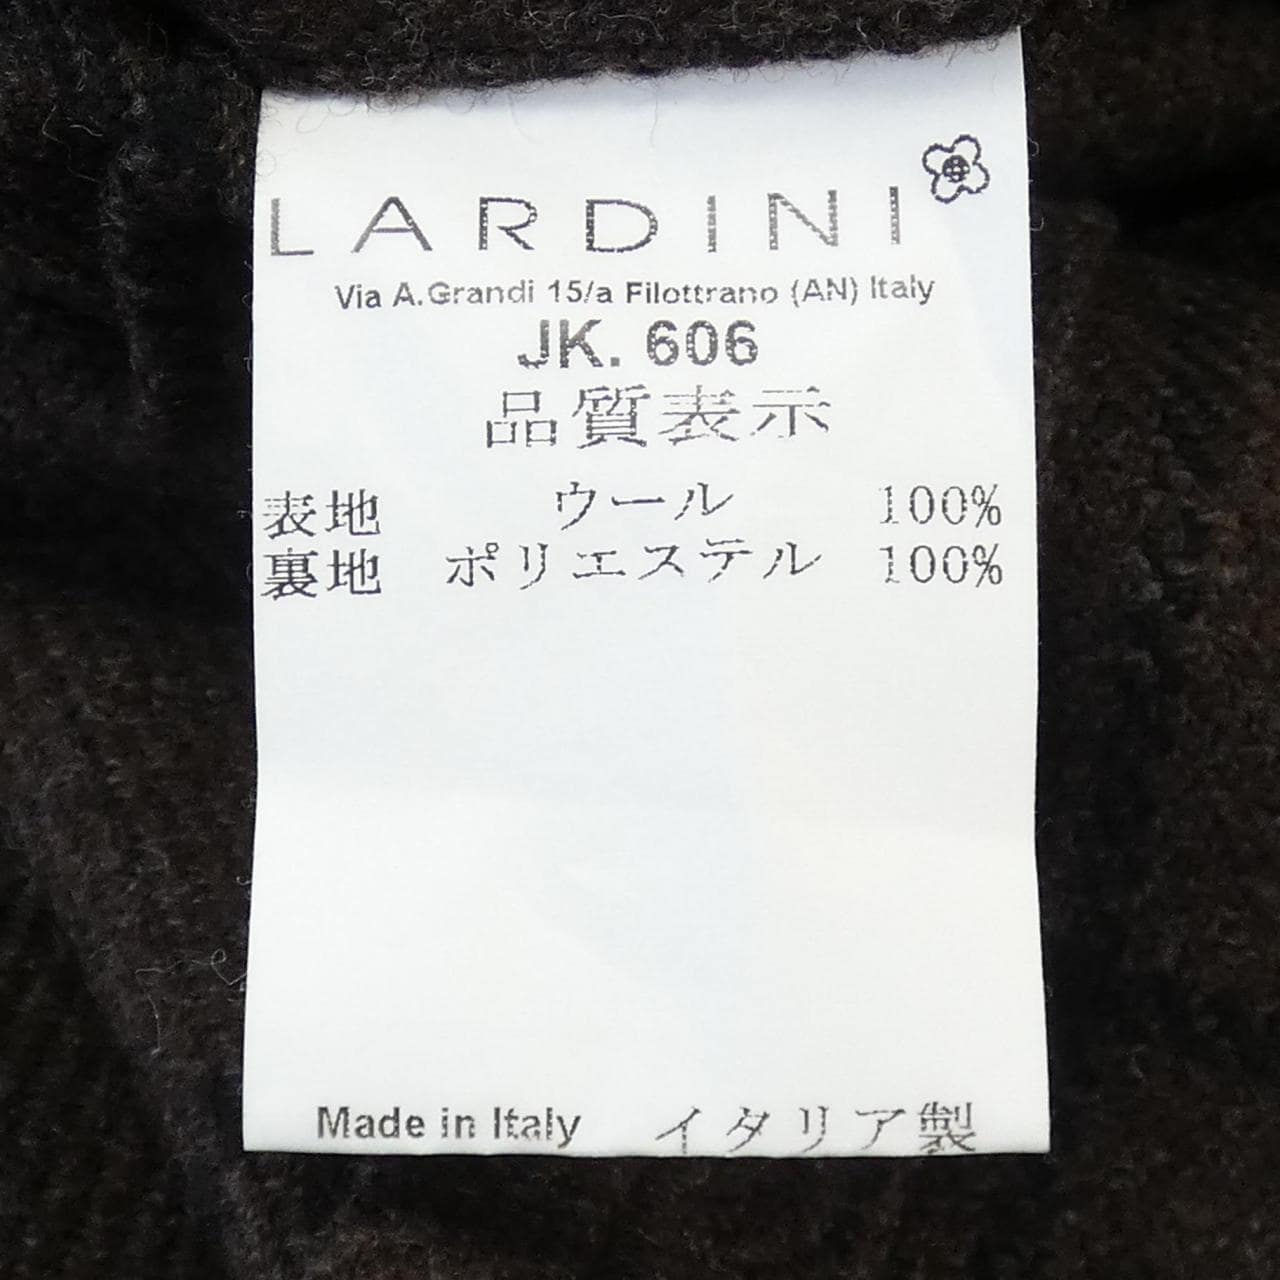 LARDINI
Via A.Grandi 15/a Filottrano (AN) Italy
JK. 606
品質表示
表地 ウール 100%
裏地 ポリエステル 100%
Made in Italy イタリア製